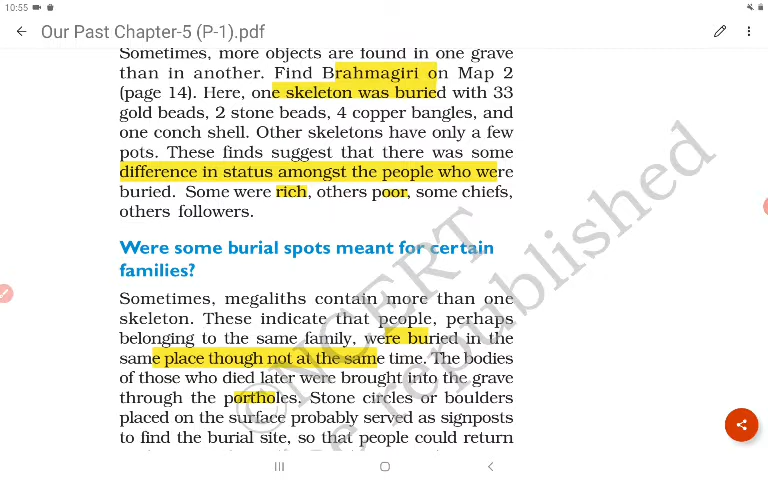 10:55
Our Past Chapter-5 (P-1).pdf
Sometimes, more objects are found in one grave
than in another. Find Brahmagiri on Map 2
(page 14). Here, one skeleton was buried with 33
gold beads, 2 stone beads, 4 copper bangles, and
one conch shell. Other skeletons have only a few
pots. These finds suggest that there was some
difference in status amongst the people who were
buried. Some were rich, others poor, some chiefs,
others followers.
Were some burial spots meant for certain
families?
Sometimes, megaliths contain more than one
skeleton. These indicate that people, perhaps
belonging to the same family, were buried in the
same place though not at the same time. The bodies
of those who died later were brought into the grave
through the portholes. Stone circles or boulders
placed on the surface probably served as signposts
to find the burial site, so that people could return
©NCERT
be republished